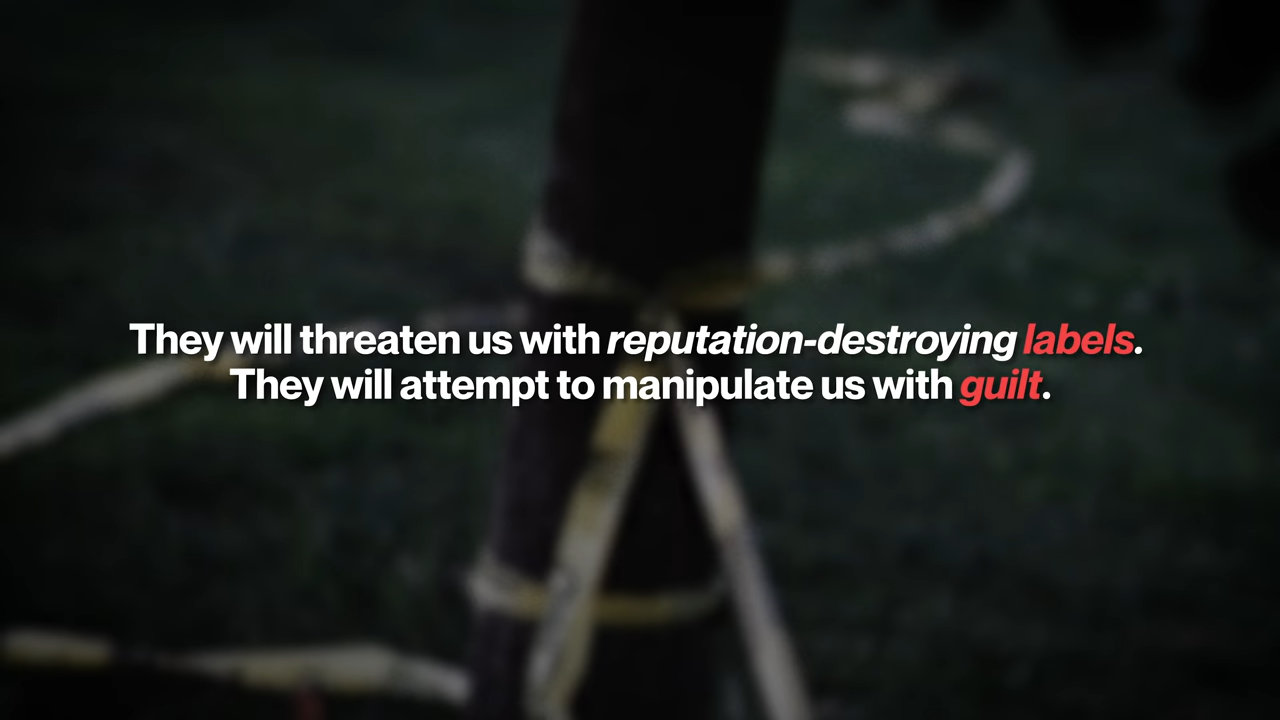 They will threaten us with reputation-destroying labels.
They will attempt to manipulate us with guilt.